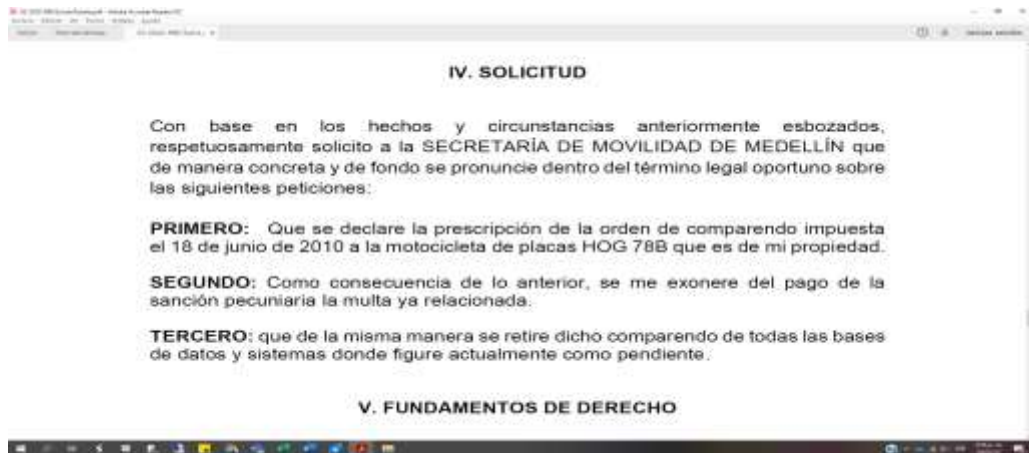 IV. SOLICITUD
Con base en los hechos y circunstancias anteriormente esbozados,
respetuosamente solicito a la SECRETARÍA DE MOVILIDAD DE MEDELLÍN que
de manera concreta y de fondo se pronuncie dentro del término legal oportuno sobre
las siguientes peticiones:
PRIMERO: Que se declare la prescripción de la orden de comparendo impuesta
el 18 de junio de 2010 a la motocicleta de placas HOG 78B que es de mi propiedad.
SEGUNDO: Como consecuencia de lo anterior, se me exonere del pago de la
sanción pecuniaria la multa ya relacionada.
TERCERO: que de la misma manera se retire dicho comparendo de todas las bases
de datos y sistemas donde figure actualmente como pendiente.
V. FUNDAMENTOS DE DERECHO